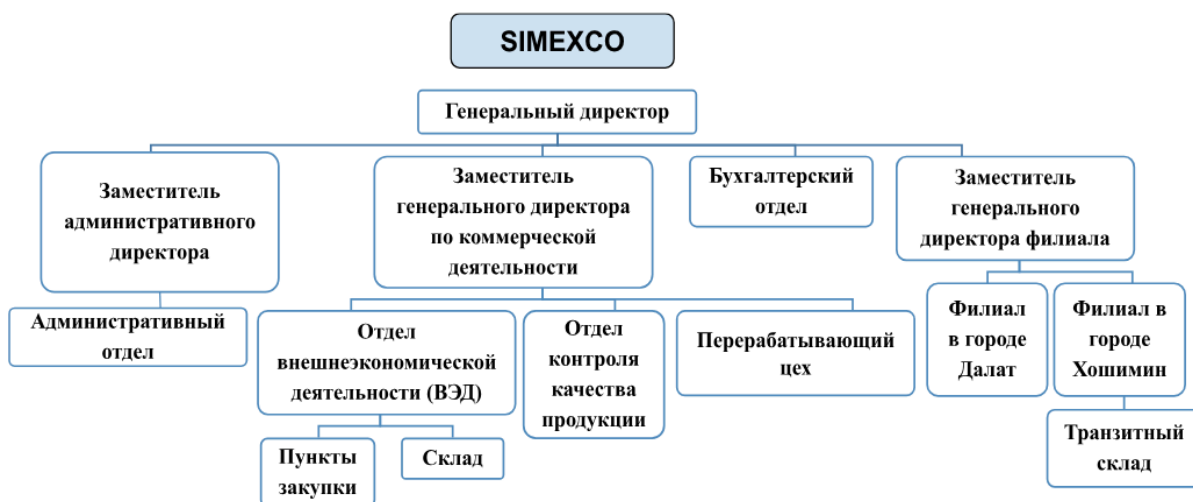 SIMEXCO
Генеральный директор
Заместитель
административного
директора
Заместитель
генерального директора
по коммерческой
деятельности
Бухгалтерский
отдел
Заместитель
генерального
директора филиала
Административный
отдел
Отдел
внешнеэкономической
деятельности (ВЭД)
Отдел
контроля
качества
продукции
Перерабатывающий
цех
Филиал
в городе
Далат
Филиал в
городе
Хошимин
Пункты
закупки
Склад
Транзитный
склад